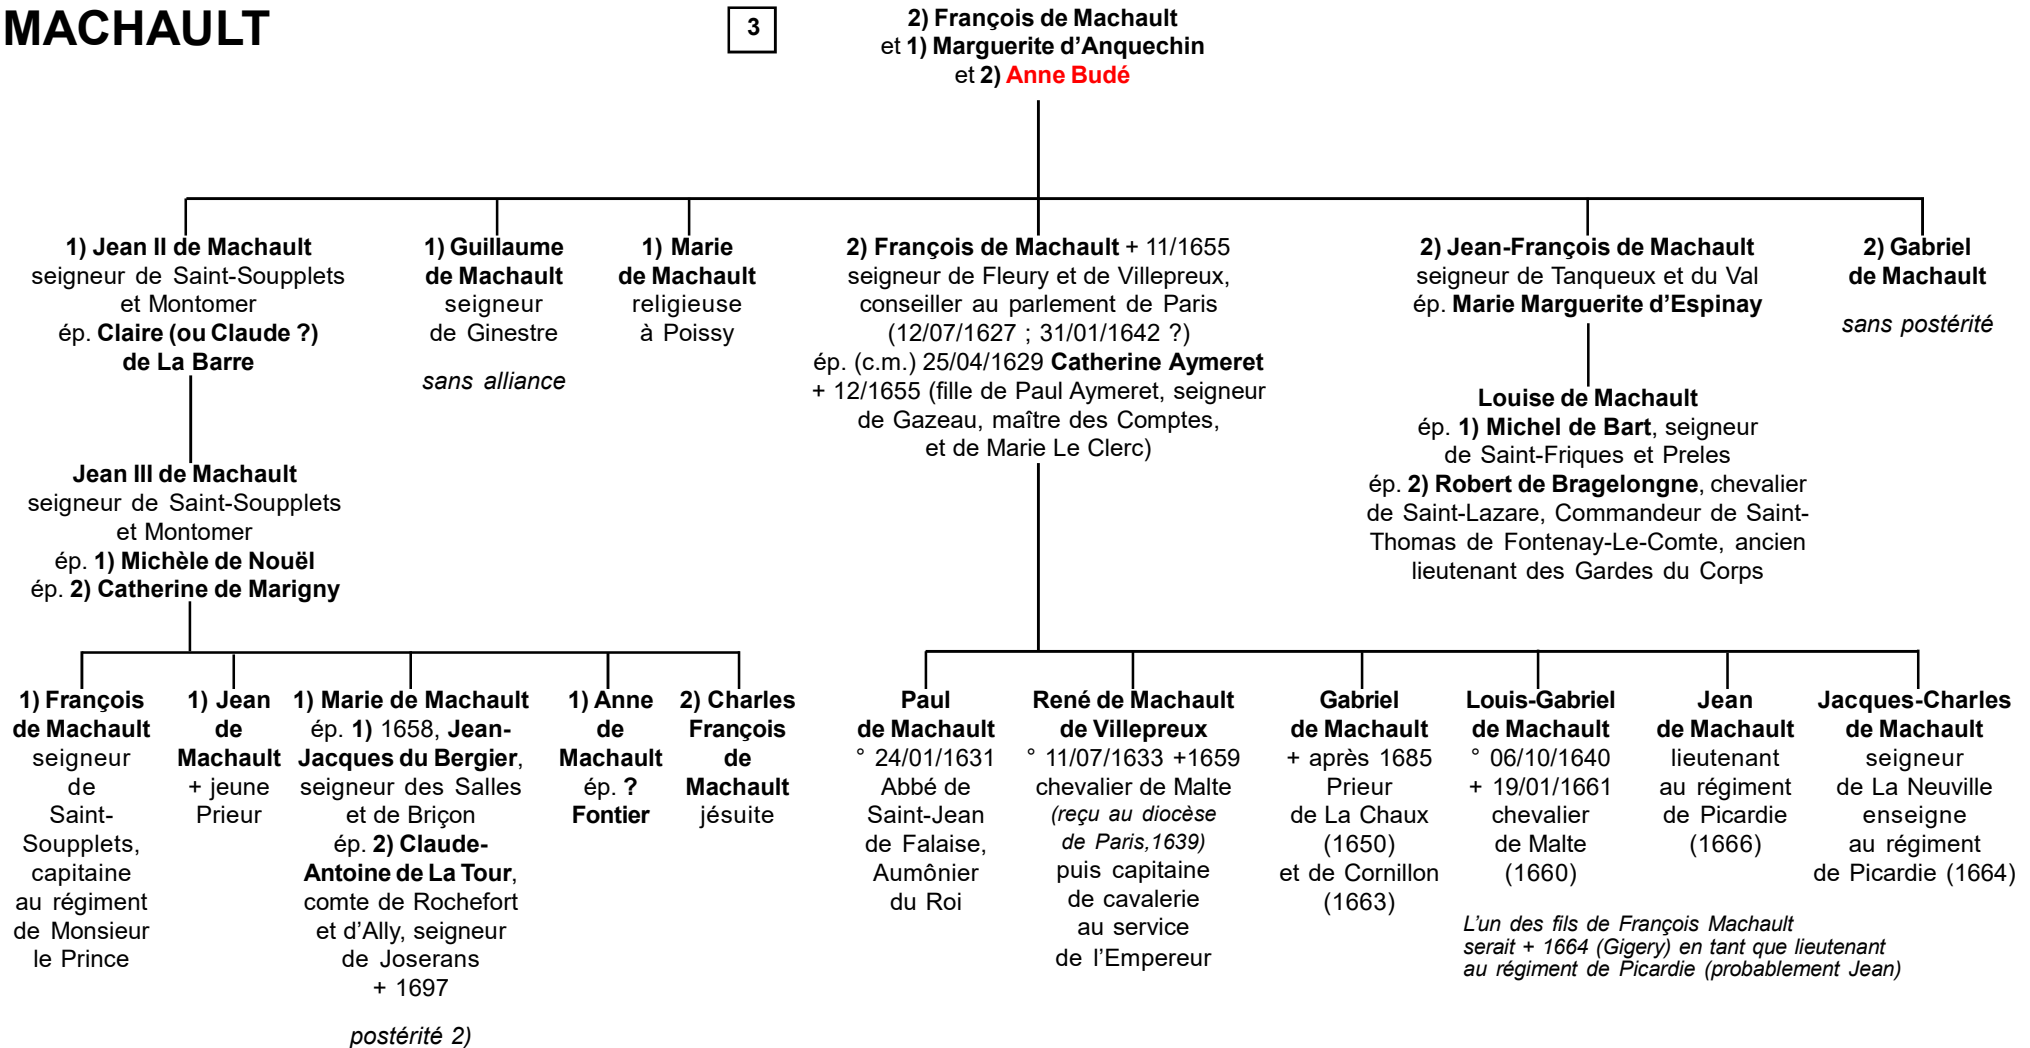 MACHAULT
3
2) François de Machault
et 1) Marguerite d’Anquechin
et 2) Anne Budé
1) Jean II de Machault
seigneur de Saint-Soupplets
et Montomer
ép. Claire (ou Claude ?)
de La Barre
1) Guillaume
de Machault
seigneur
de Ginestre
sans alliance
1) Marie
de Machault
religieuse
à Poissy
2) François de Machault + 11/1655
seigneur de Fleury et de Villepreux,
conseiller au parlement de Paris
(12/07/1627 ; 31/01/1642 ?)
ép. (c.m.) 25/04/1629 Catherine Aymeret
+ 12/1655 (fille de Paul Aymeret, seigneur
de Gazeau, maître des Comptes,
et de Marie Le Clerc)
2) Jean-François de Machault
seigneur de Tanqueux et du Val
ép. Marie Marguerite d’Espinay
2) Gabriel
de Machault
sans postérité
Louise de Machault
ép. 1) Michel de Bart, seigneur
de Saint-Friques et Preles
ép. 2) Robert de Bragelongne, chevalier
de Saint-Lazare, Commandeur de Saint-
Thomas de Fontenay-Le-Comte, ancien
lieutenant des Gardes du Corps
Jean III de Machault
seigneur de Saint-Soupplets
et Montomer
ép. 1) Michèle de Nouël
ép. 2) Catherine de Marigny
1) François
de Machault
seigneur
de
Saint-
Soupplets,
capitaine
au régiment
de Monsieur
le Prince
1) Jean
de
Machault
+ jeune
Prieur
1) Marie de Machault
ép. 1) 1658, Jean-
Jacques du Bergier,
seigneur des Salles
et de Briçon
ép. 2) Claude-
Antoine de La Tour,
comte de Rochefort
et d’Ally, seigneur
de Joserans
+ 1697
postérité 2)
1) Anne
de
Machault
ép. ?
Fontier
2) Charles
François
de
Machault
jésuite
Paul
de Machault
° 24/01/1631
Abbé de
Saint-Jean
de Falaise,
Aumônier
du Roi
René de Machault
de Villepreux
° 11/07/1633 +1659
chevalier de Malte
(reçu au diocèse
de Paris,1639)
puis capitaine
de cavalerie
au service
de l’Empereur
Gabriel
de Machault
+ après 1685
Prieur
de La Chaux
(1650)
et de Cornillon
(1663)
Louis-Gabriel
de Machault
° 06/10/1640
+ 19/01/1661
chevalier
de Malte
(1660)
Jean
de Machault
lieutenant
au régiment
de Picardie
(1666)
Jacques-Charles
de Machault
seigneur
de La Neuville
enseigne
au régiment
de Picardie (1664)
L’un des fils de François Machault
serait + 1664 (Gigery) en tant que lieutenant
au régiment de Picardie (probablement Jean)